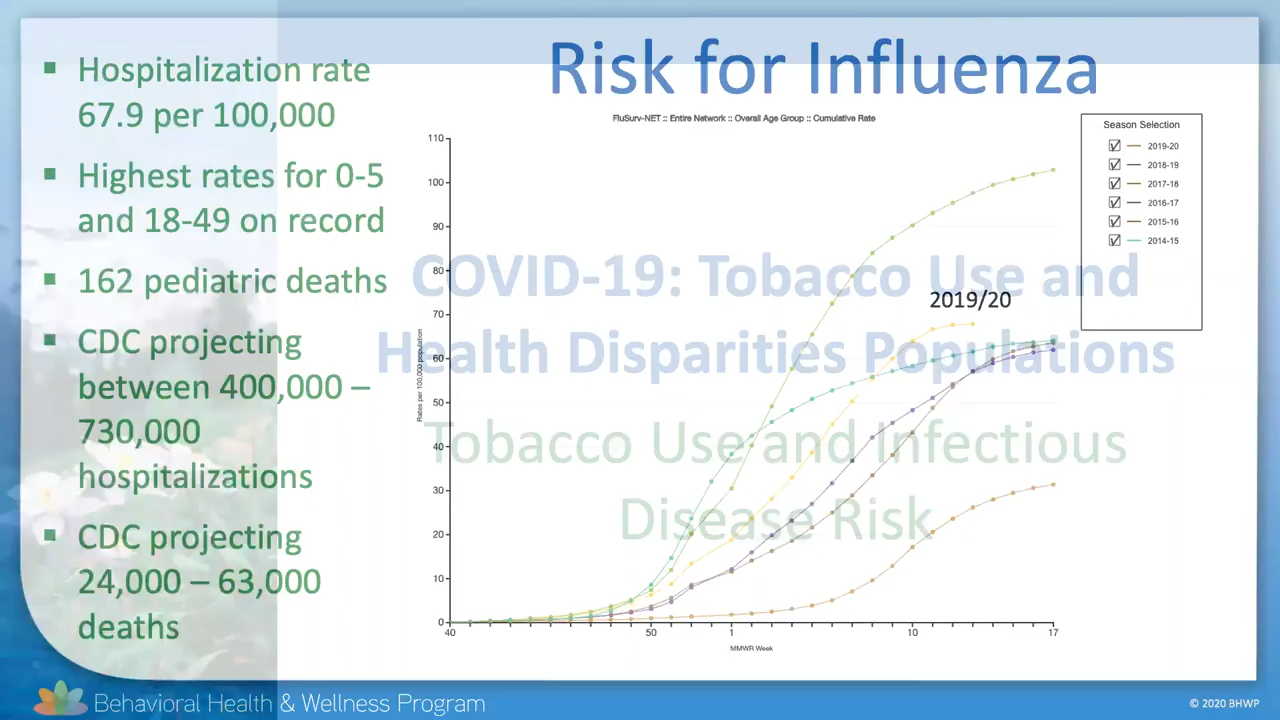 Risk for Influenza
▪ Hospitalization rate
67.9 per 100,000
▪ Highest rates for 0-5
and 18-49 on record
▪ 162 pediatric deaths
▪ CDC projecting
between 400,000 –
730,000
hospitalizations
▪ CDC projecting
24,000 – 63,000
deaths
FluSurv-NET :: Entire Network :: Overall Age Group :: Cumulative Rate
110
100
90
80
70
60
50
40
30
20
10
0
Rates per 100,000 population
40 50 1 10 17
MMWR Week
2019/20
Season Selection
2019-20
2018-19
2017-18
2016-17
2015-16
2014-15
COVID-19: Tobacco Use and
Health Disparities Populations
Tobacco Use and Infectious
Disease Risk
Behavioral Health & Wellness Program
© 2020 BHWP